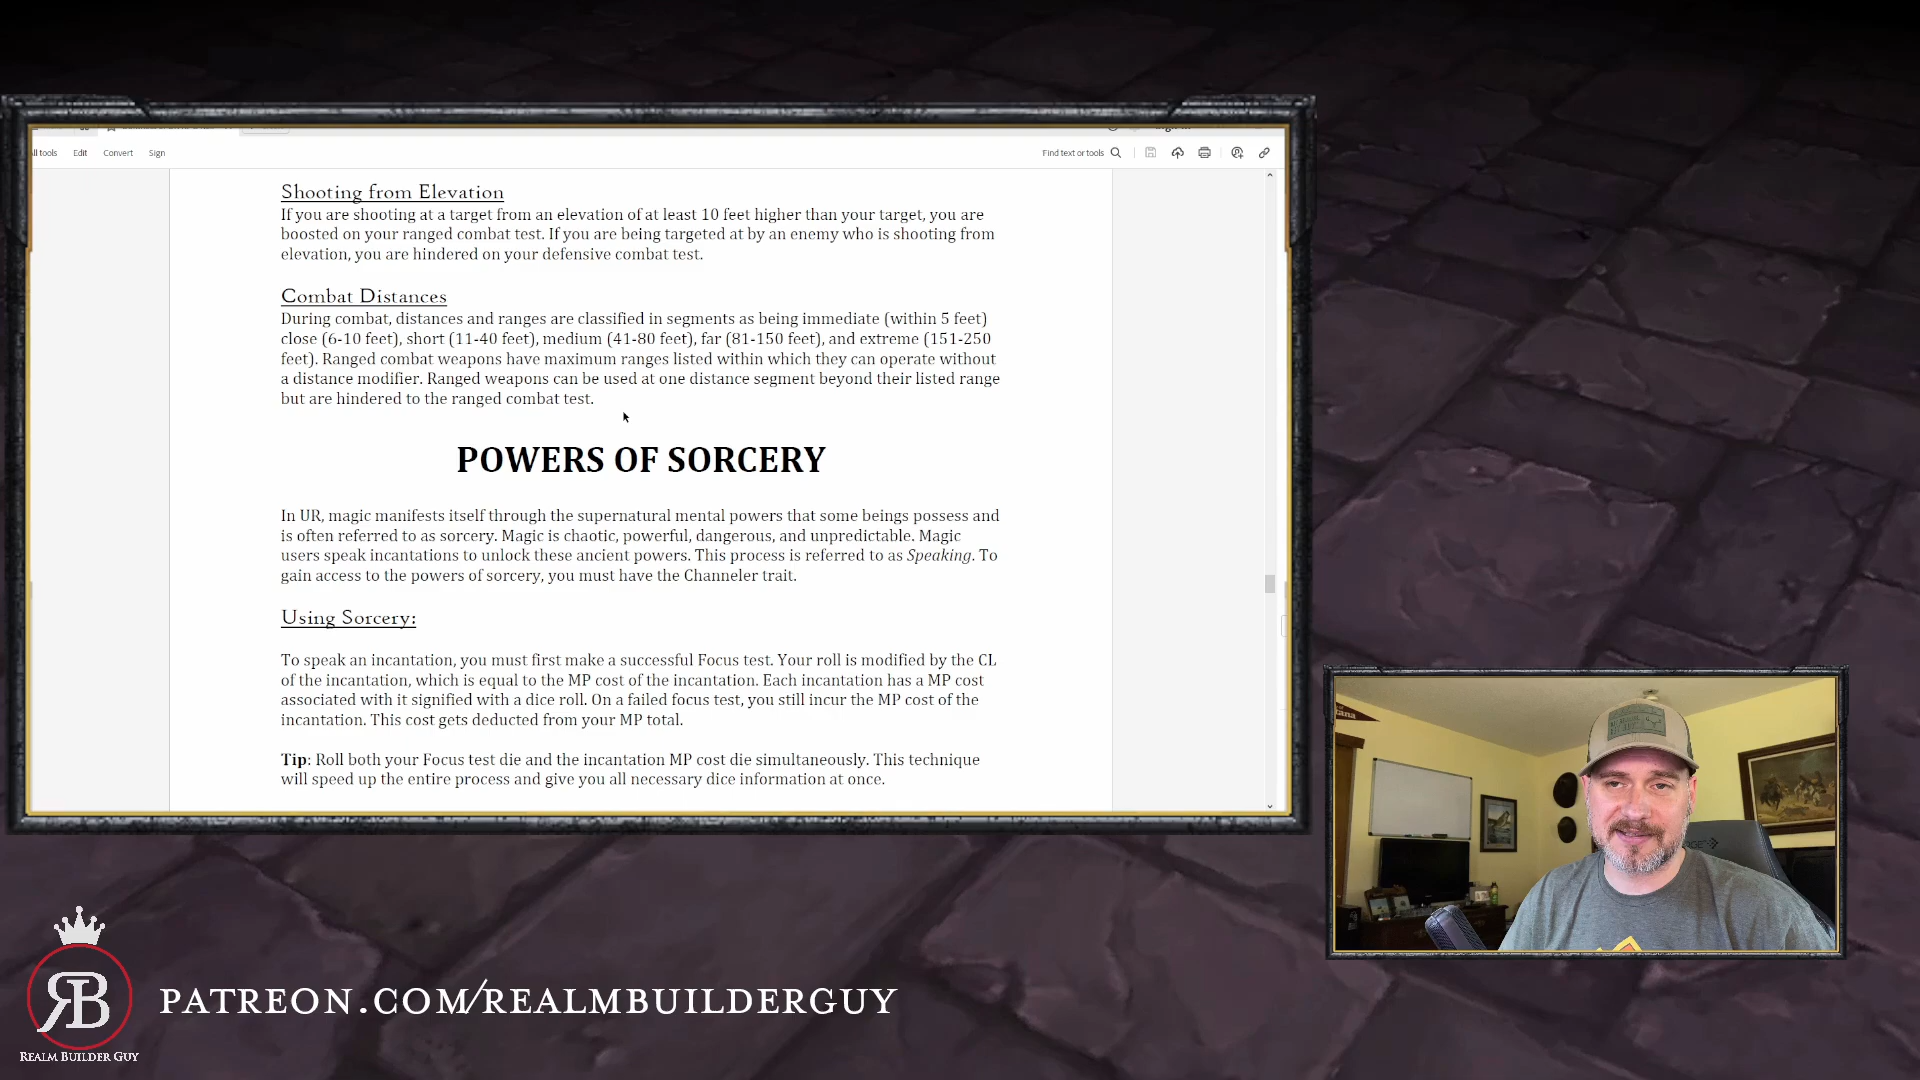 Edit Convert Sign
Find text or tools
Shooting from Elevation
If you are shooting at a target from an elevation of at least 10 feet higher than your target, you are
boosted on your ranged combat test. If you are being targeted at by an enemy who is shooting from
elevation, you are hindered on your defensive combat test.
Combat Distances
During combat, distances and ranges are classified in segments as being immediate (within 5 feet)
close (6-10 feet), short (11-40 feet), medium (41-80 feet), far (81-150 feet), and extreme (151-250
feet). Ranged combat weapons have maximum ranges listed within which they can operate without
a distance modifier. Ranged weapons can be used at one distance segment beyond their listed range
but are hindered to the ranged combat test.
POWERS OF SORCERY
In UR, magic manifests itself through the supernatural mental powers that some beings possess and
is often referred to as sorcery. Magic is chaotic, powerful, dangerous, and unpredictable. Magic
users speak incantations to unlock these ancient powers. This process is referred to as Speaking. To
gain access to the powers of sorcery, you must have the Channeler trait.
Using Sorcery:
To speak an incantation, you must first make a successful Focus test. Your roll is modified by the CL
of the incantation, which is equal to the MP cost of the incantation. Each incantation has a MP cost
associated with it signified with a dice roll. On a failed focus test, you still incur the MP cost of the
incantation. This cost gets deducted from your MP total.
Tip: Roll both your Focus test die and the incantation MP cost die simultaneously. This technique
will speed up the entire process and give you all necessary dice information at once.
RB
REALM BUILDER GUY
PATREON.COM/REALMBUILDERGUY